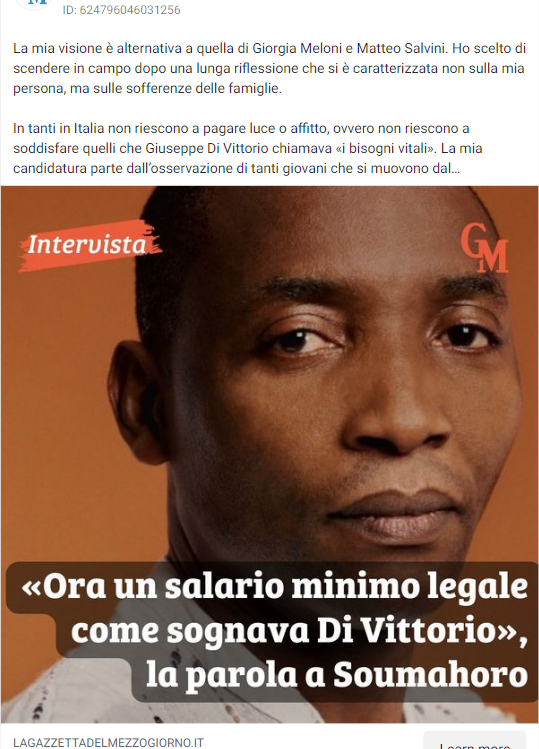 ID: 624796046031256
La mia visione è alternativa a quella di Giorgia Meloni e Matteo Salvini. Ho scelto di
scendere in campo dopo una lunga riflessione che si è caratterizzata non sulla mia
persona, ma sulle sofferenze delle famiglie.
In tanti in Italia non riescono a pagare luce o affitto, ovvero non riescono a
soddisfare quelli che Giuseppe Di Vittorio chiamava «i bisogni vitali». La mia
candidatura parte dall’osservazione di tanti giovani che si muovono dal...
Intervista
GM
«Ora un salario minimo legale
come sognava Di Vittorio»,
la parola a Soumahoro
LAGAZZETTADELMEZZOGIORNO.IT
Learn more